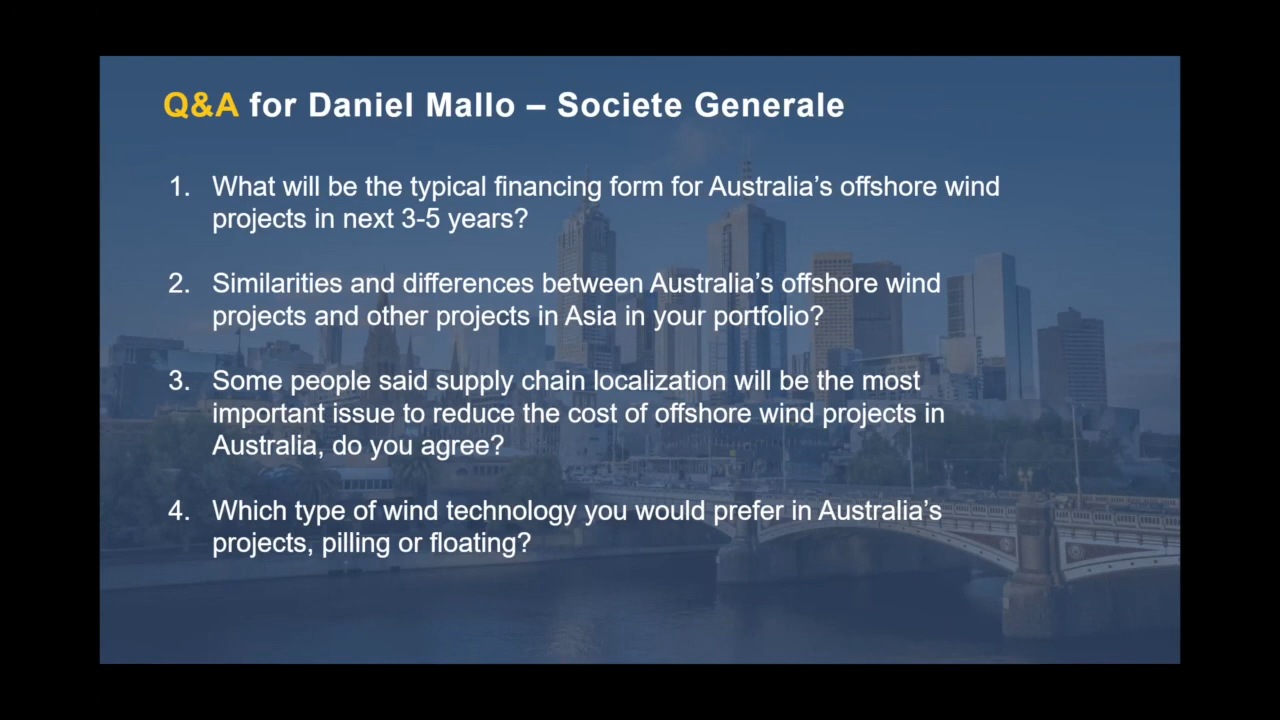 Q&A for Daniel Mallo – Societe Generale
1. What will be the typical financing form for Australia’s offshore wind
projects in next 3-5 years?
2. Similarities and differences between Australia’s offshore wind
projects and other projects in Asia in your portfolio?
3. Some people said supply chain localization will be the most
important issue to reduce the cost of offshore wind projects in
Australia, do you agree?
4. Which type of wind technology you would prefer in Australia’s
projects, pilling or floating?